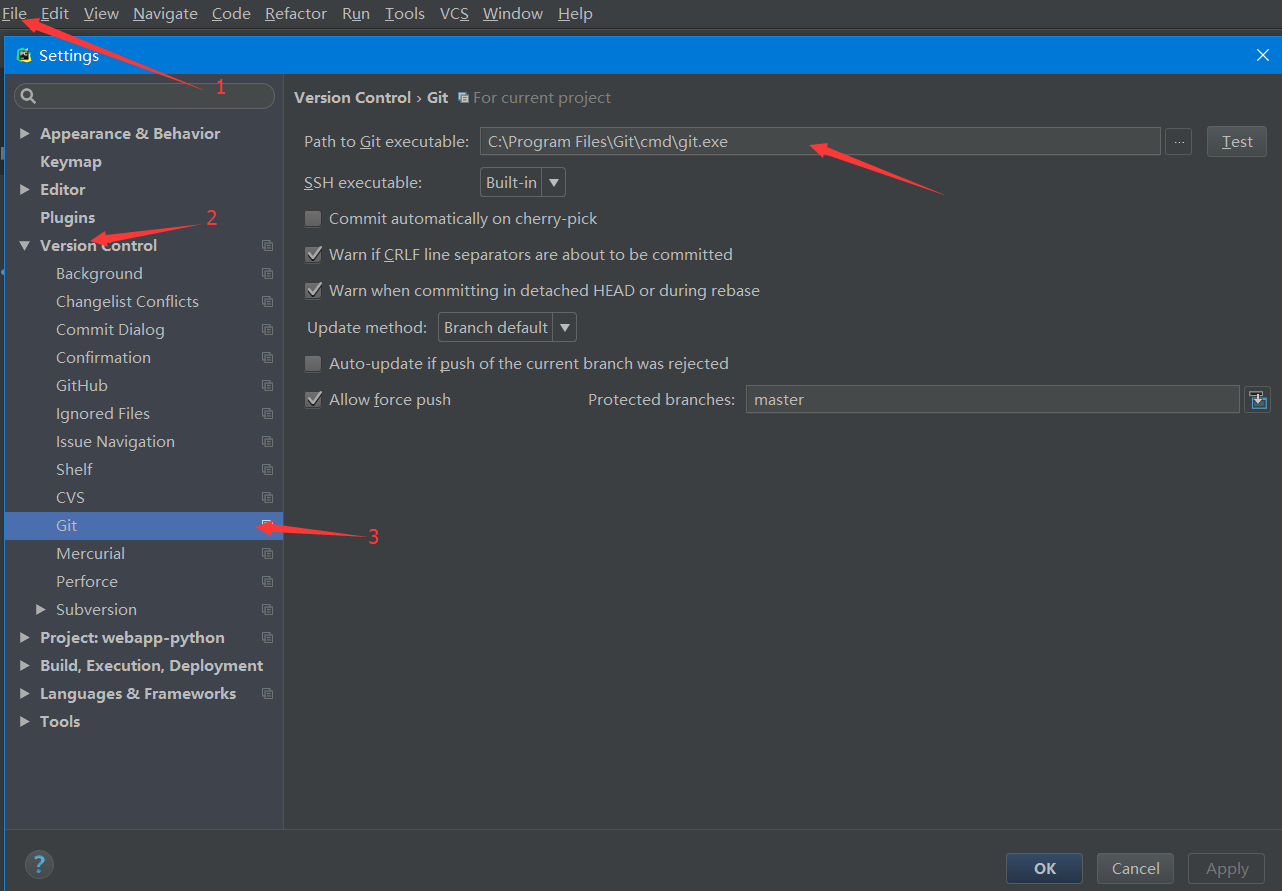 File Edit View Navigate Code Refactor Run Tools VCS Window Help
Settings
1
Version Control › Git For current project
Appearance & Behavior
Keymap
Editor
Plugins
2
Version Control
Background
Changelist Conflicts
Commit Dialog
Confirmation
GitHub
Ignored Files
Issue Navigation
Shelf
CVS
Git
3
Mercurial
Perforce
Subversion
Project: webapp-python
Build, Execution, Deployment
Languages & Frameworks
Tools
Path to Git executable: C:\Program Files\Git\cmd\git.exe ... Test
SSH executable: Built-in
Commit automatically on cherry-pick
Warn if CRLF line separators are about to be committed
Warn when committing in detached HEAD or during rebase
Update method: Branch default
Auto-update if push of the current branch was rejected
Allow force push Protected branches: master
? OK Cancel Apply